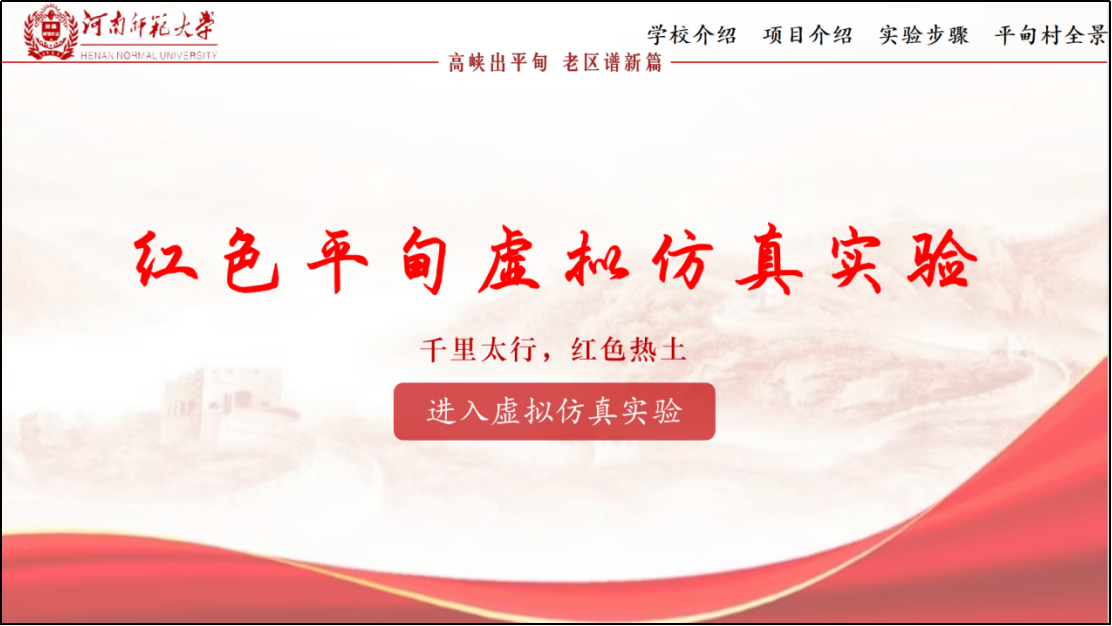 河南师范大学
HENAN NORMAL UNIVERSITY
学校介绍 项目介绍 实验步骤 平甸村全景
高峡出平甸 老区谱新篇
红色平甸虚拟仿真实验
千里太行，红色热土
进入虚拟仿真实验